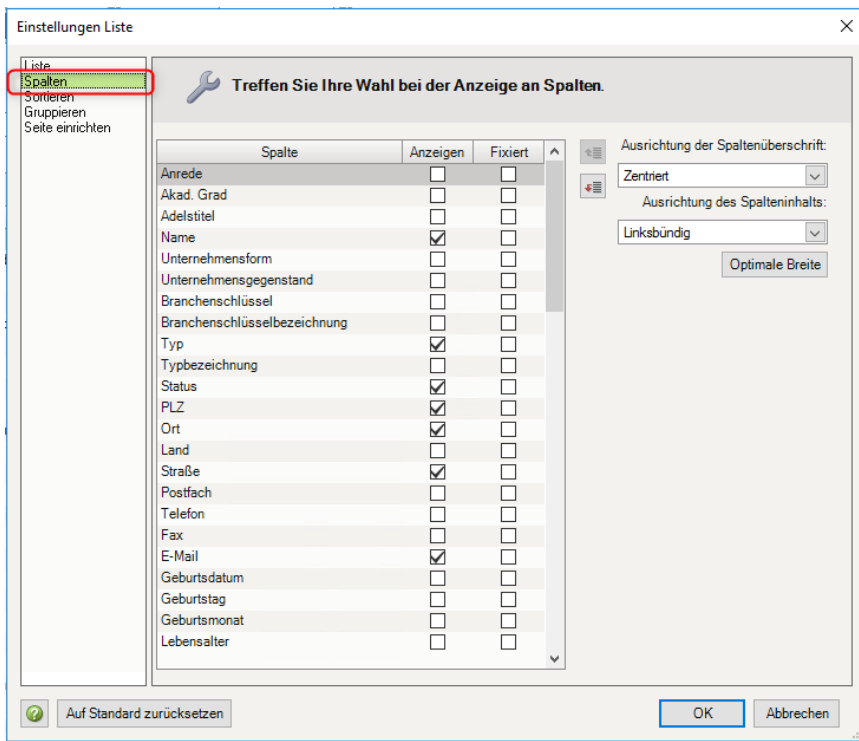 Einstellungen Liste
Liste
Spalten
Sortieren
Gruppieren
Seite einrichten
Treffen Sie Ihre Wahl bei der Anzeige an Spalten.
Spalte Anzeigen Fixiert
Anrede
Akad. Grad
Adelstitel
Name
Unternehmensform
Unternehmensgegenstand
Branchenschlüssel
Branchenschlüsselbezeichnung
Typ
Typbezeichnung
Status
PLZ
Ort
Land
Straße
Postfach
Telefon
Fax
E-Mail
Geburtsdatum
Geburtstag
Geburtsmonat
Lebensalter
Ausrichtung der Spaltenüberschrift:
Zentriert
Ausrichtung des Spalteninhalts:
Linksbündig
Optimale Breite
Auf Standard zurücksetzen
OK
Abbrechen